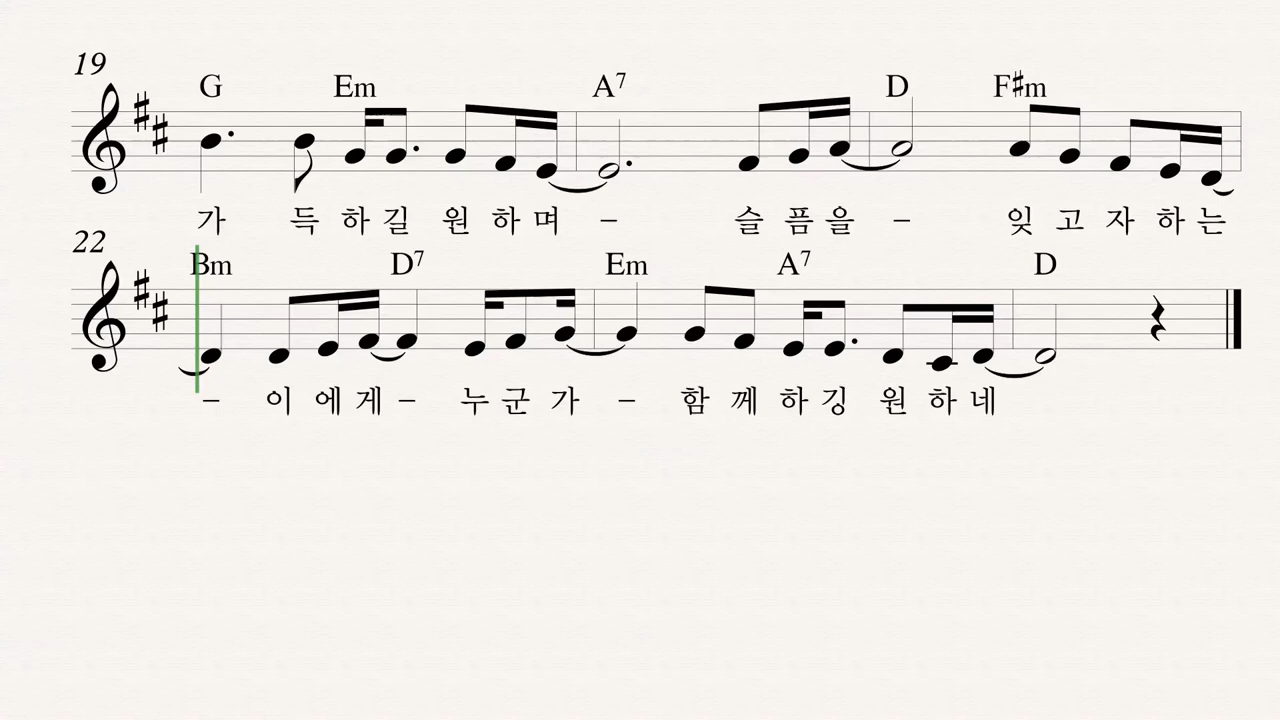 19
G Em A7 D F♯m
가 득 하 길 원 하 며 – 슬 픔 을 – 잊 고 자 하 는
22
Bm D7 Em A7 D
– 이 에 게 – 누 군 가 – 함 께 하 깅 원 하 네